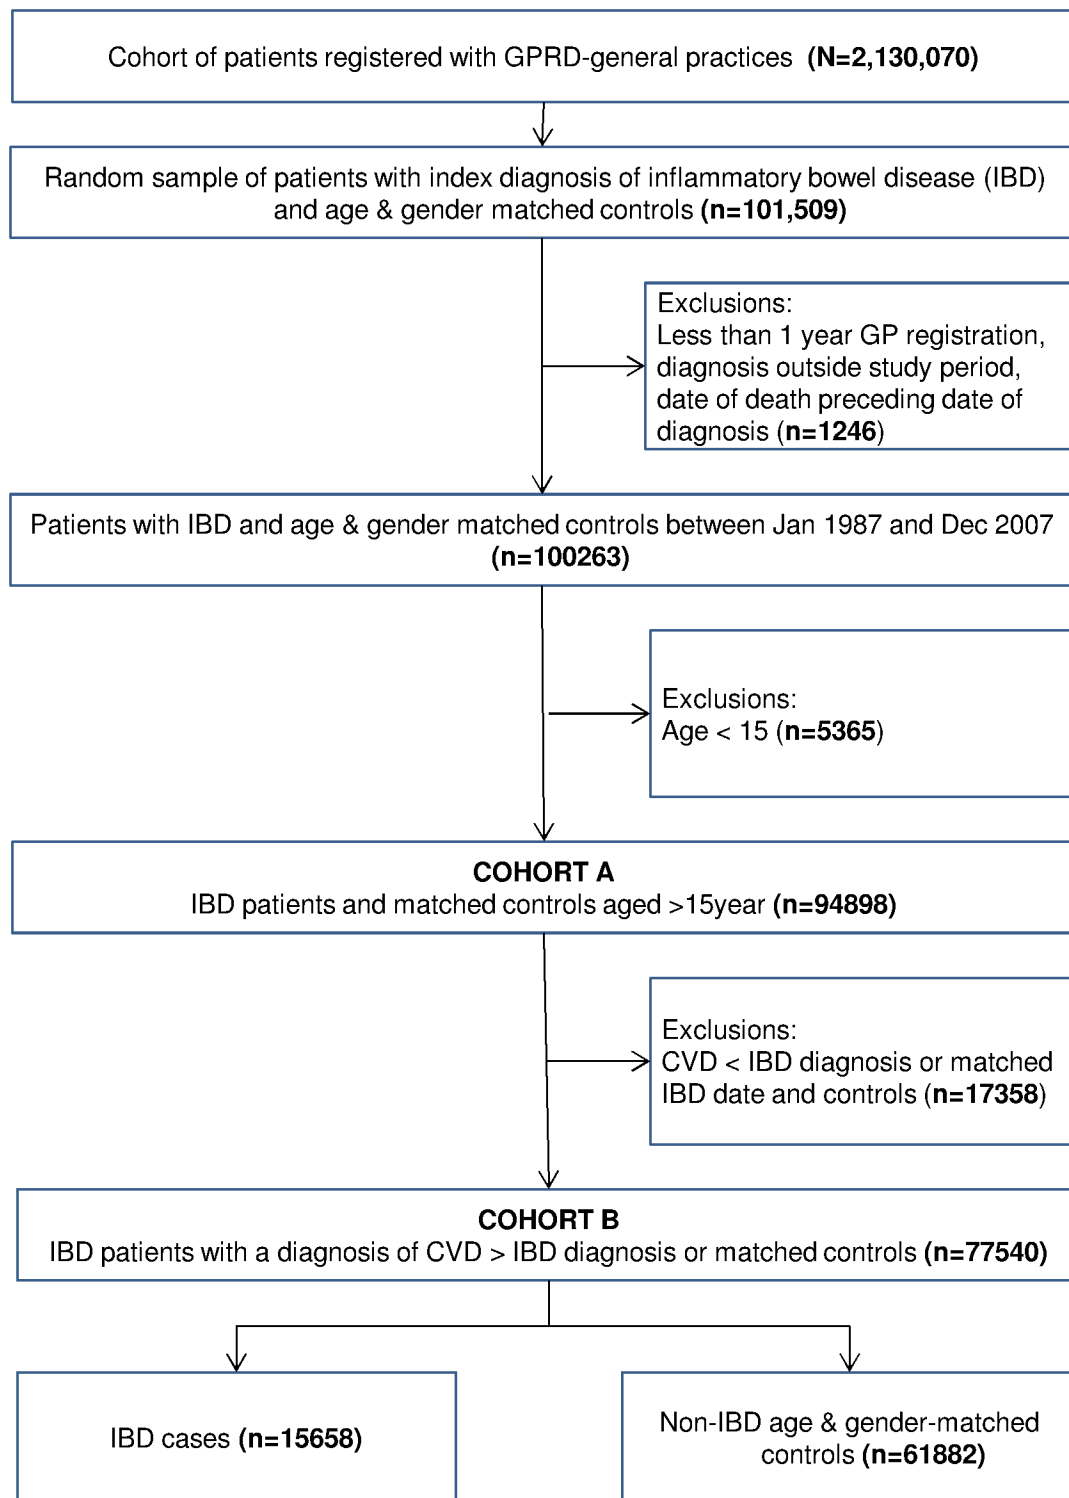 Cohort of patients registered with GPRD-general practices (N=2,130,070)
Random sample of patients with index diagnosis of inflammatory bowel disease (IBD)
and age & gender matched controls (n=101,509)
Exclusions:
Less than 1 year GP registration,
diagnosis outside study period,
date of death preceding date of
diagnosis (n=1246)
Patients with IBD and age & gender matched controls between Jan 1987 and Dec 2007
(n=100263)
Exclusions:
Age < 15 (n=5365)
COHORT A
IBD patients and matched controls aged >15year (n=94898)
Exclusions:
CVD < IBD diagnosis or matched
IBD date and controls (n=17358)
COHORT B
IBD patients with a diagnosis of CVD > IBD diagnosis or matched controls (n=77540)
IBD cases (n=15658)
Non-IBD age & gender-matched
controls (n=61882)